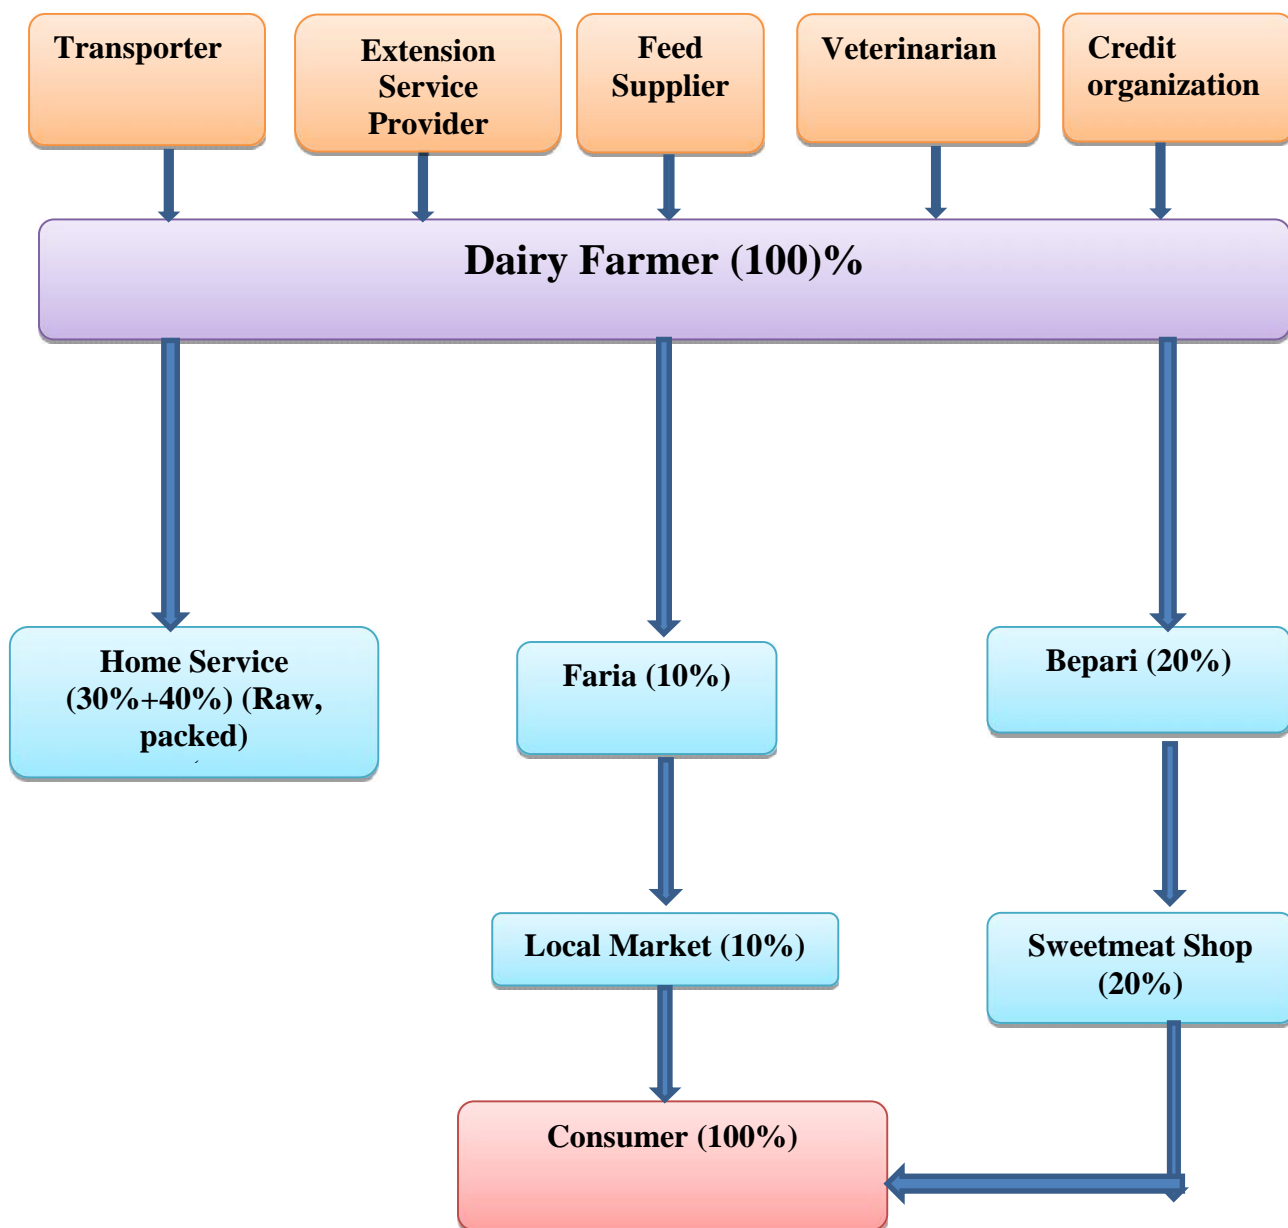 Transporter
Extension
Service
Provider
Feed
Supplier
Veterinarian
Credit
organization
Dairy Farmer (100)%
Home Service
(30%+40%) (Raw,
packed)
Faria (10%)
Bepari (20%)
Local Market (10%)
Sweetmeat Shop
(20%)
Consumer (100%)